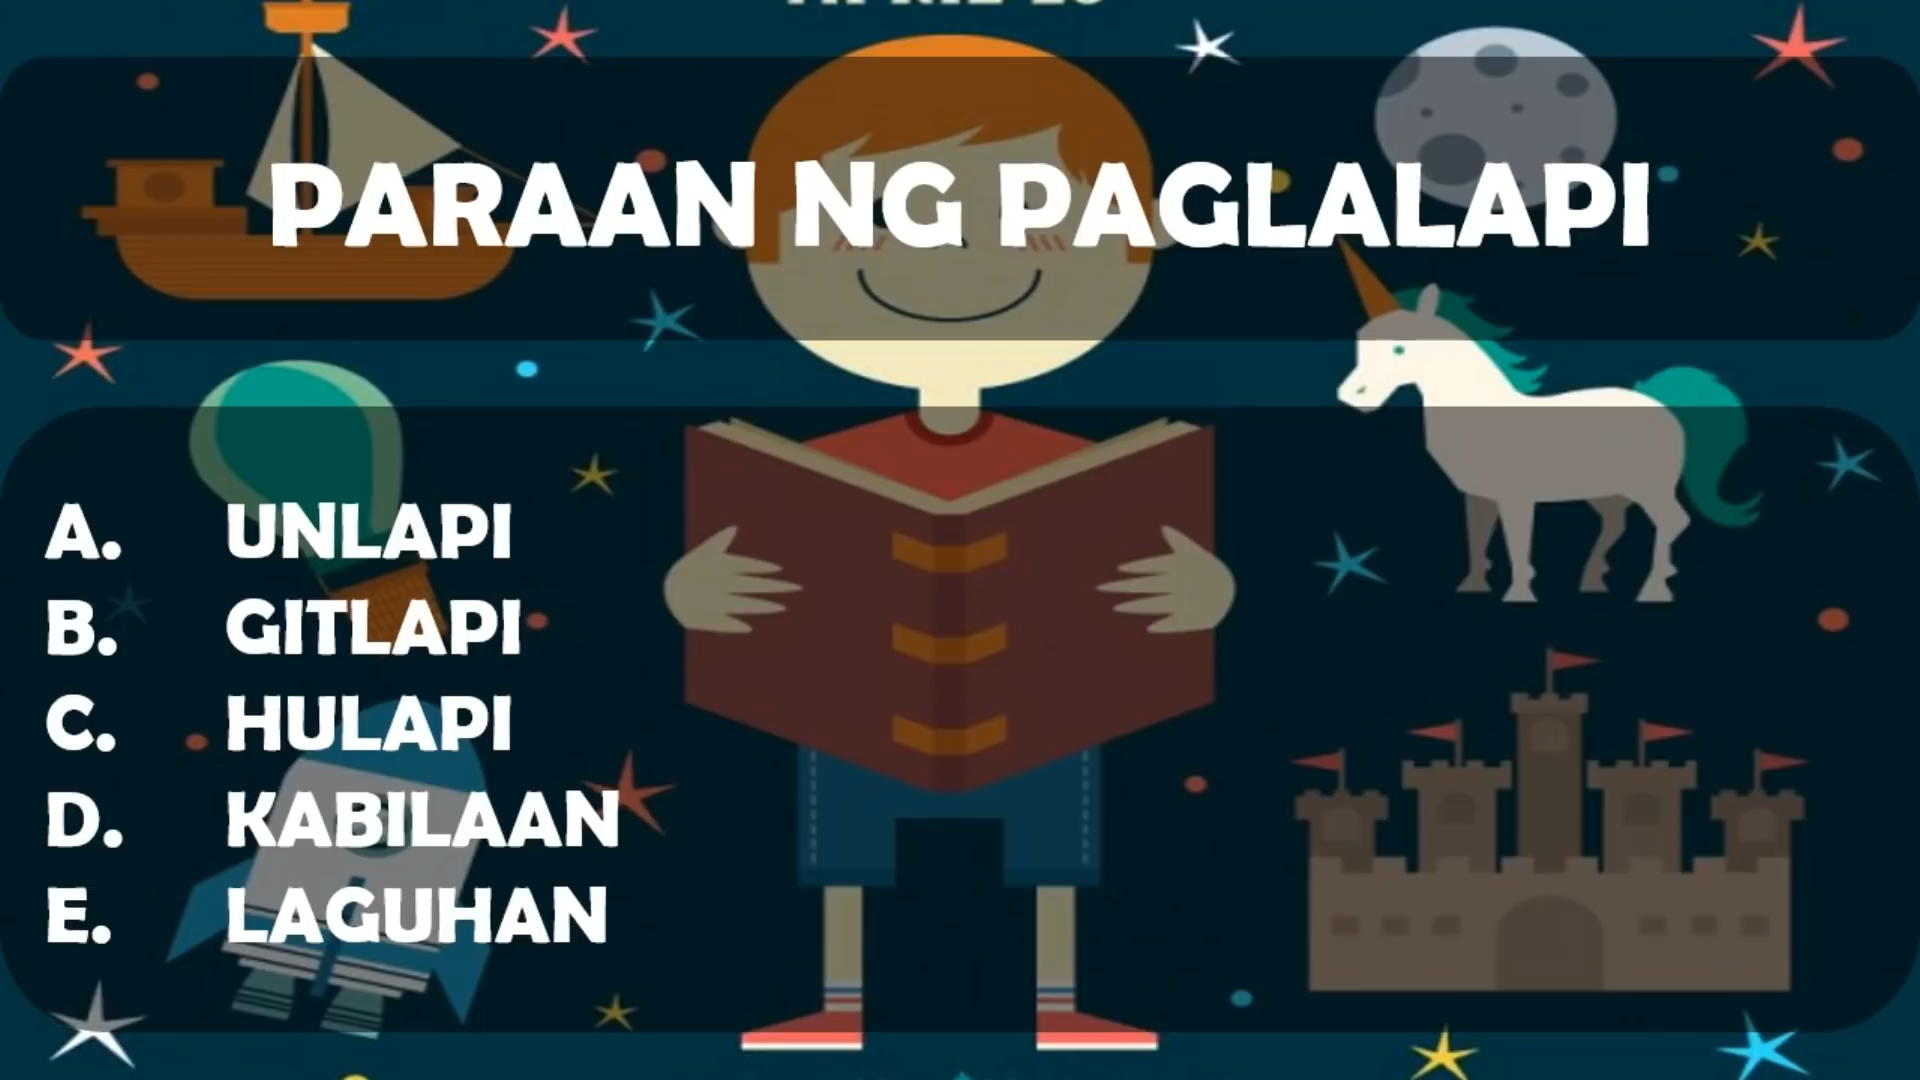 PARAAN NG PAGLALAPI
A. UNLAPI
B. GITLAPI
C. HULAPI
D. KABILAAN
E. LAGUHAN